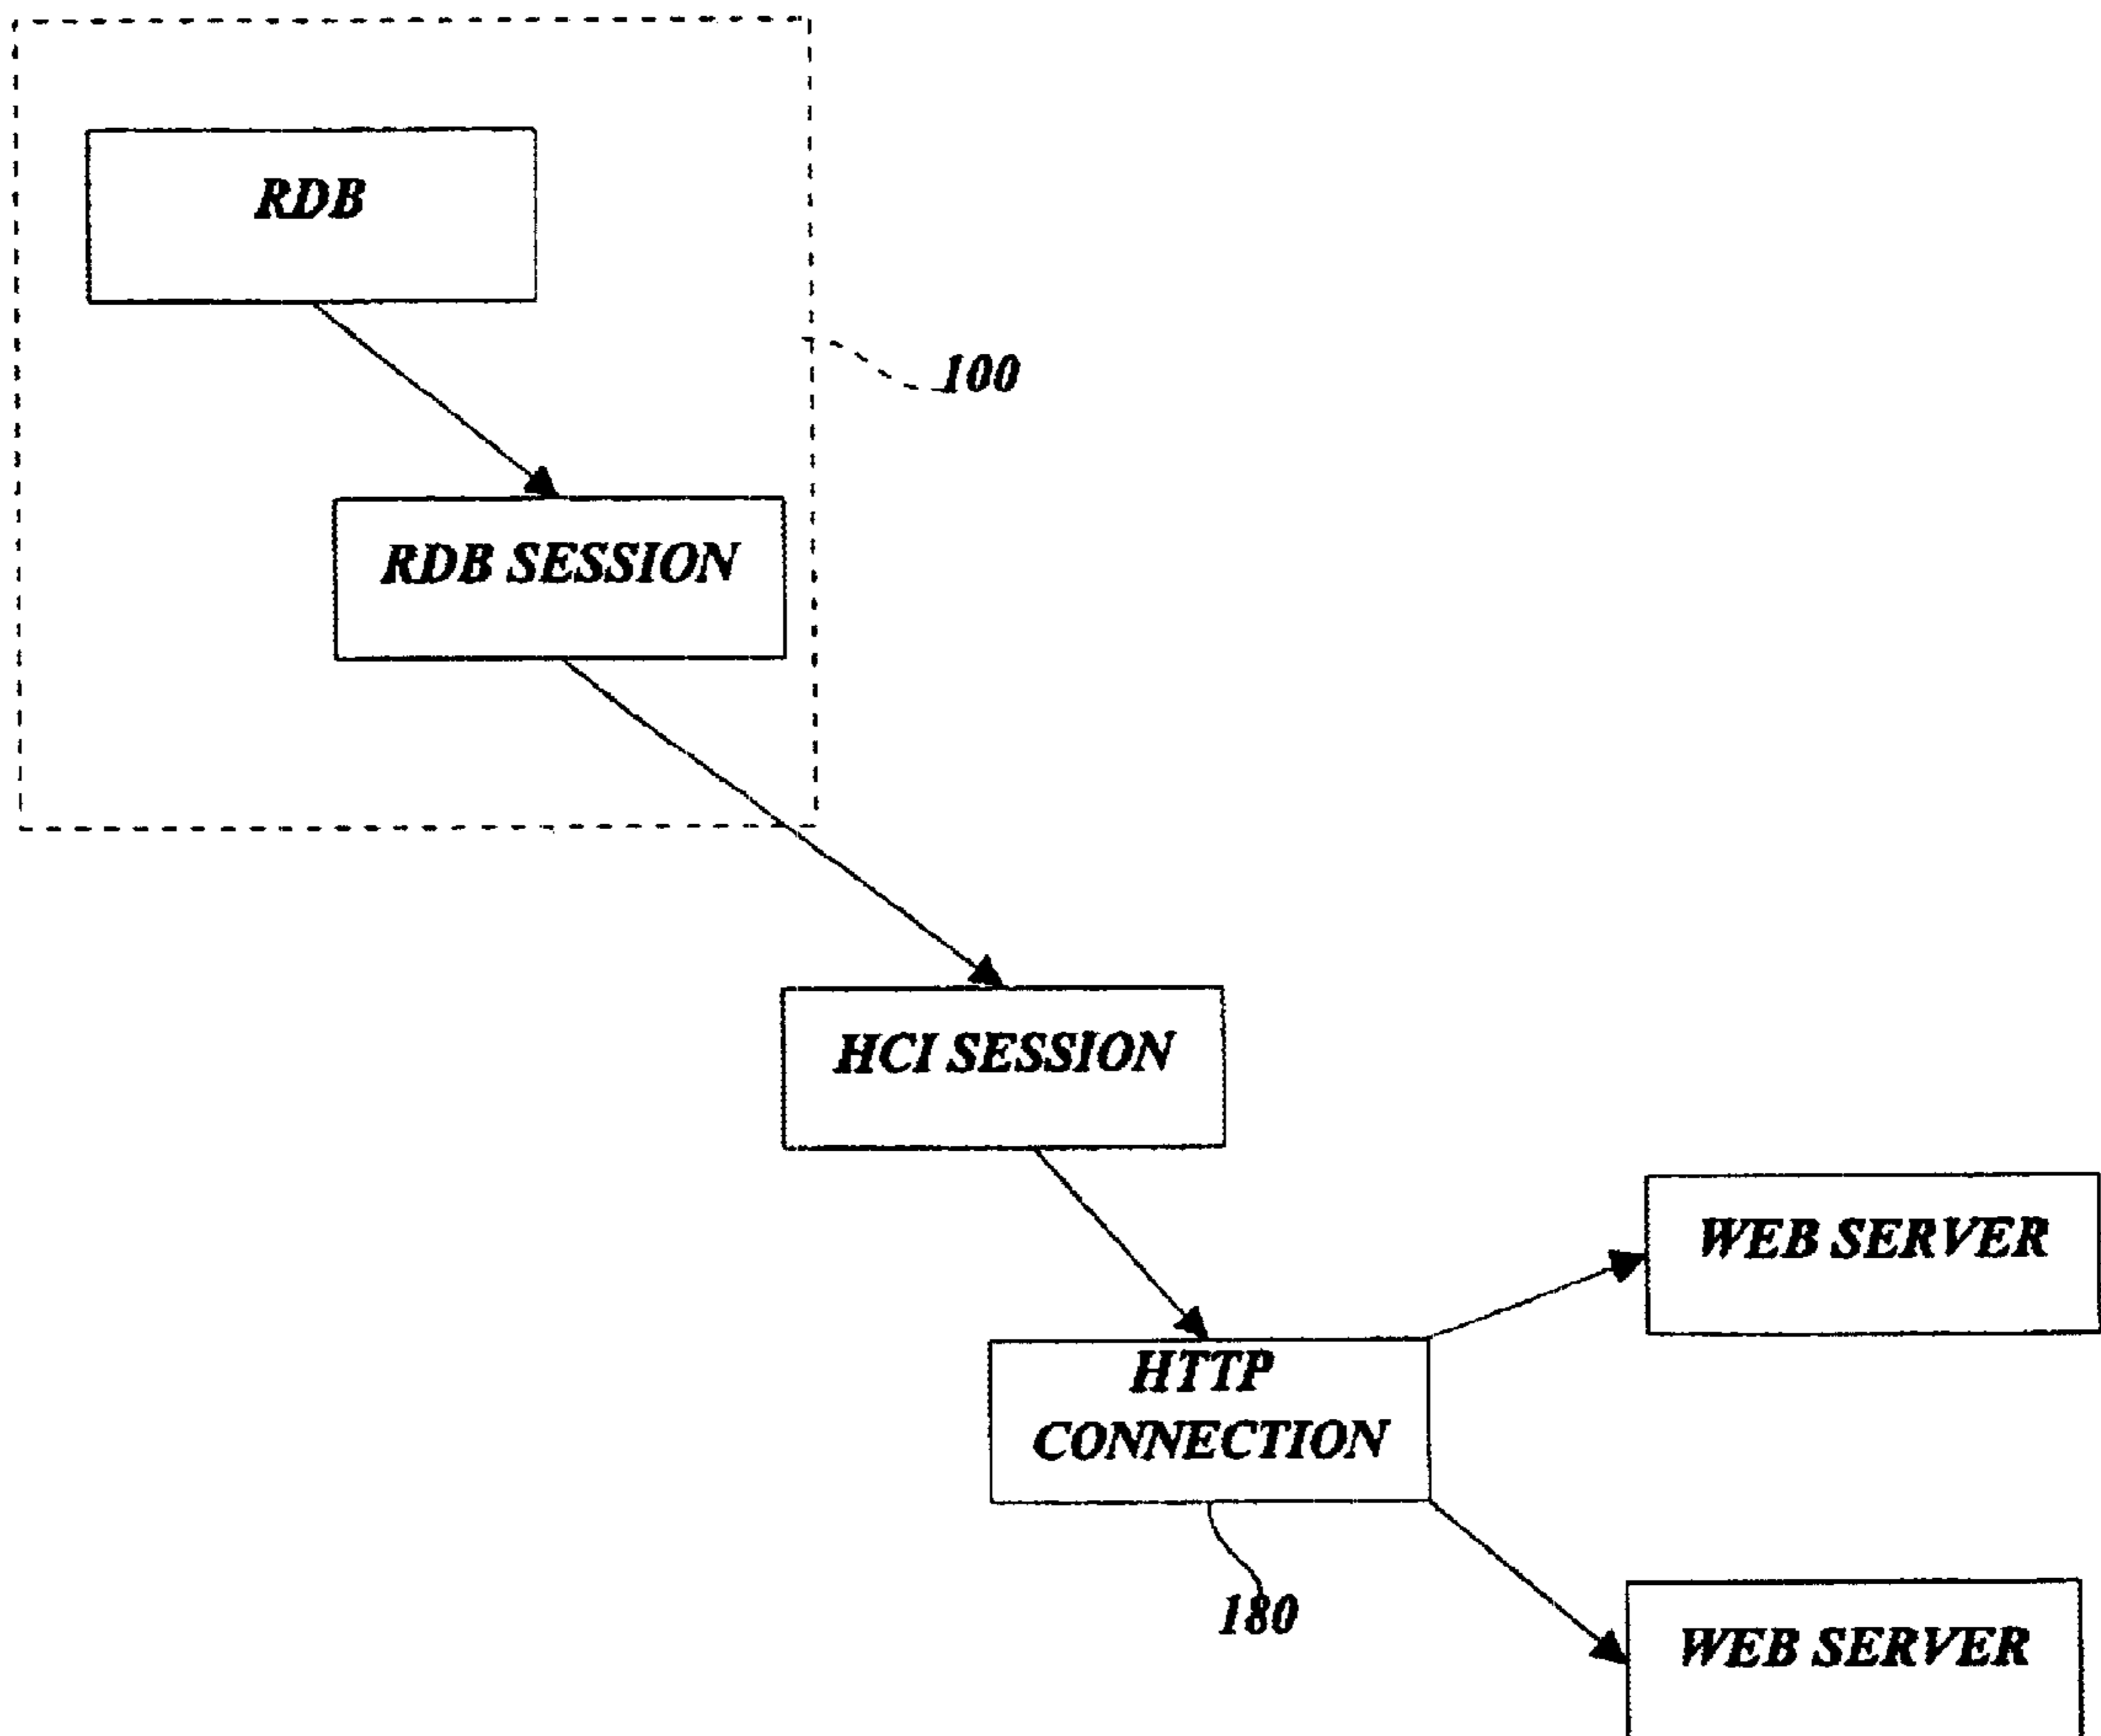 RDB
100
RDB SESSION
HCI SESSION
WEB SERVER
HTTP
CONNECTION
180
WEB SERVER